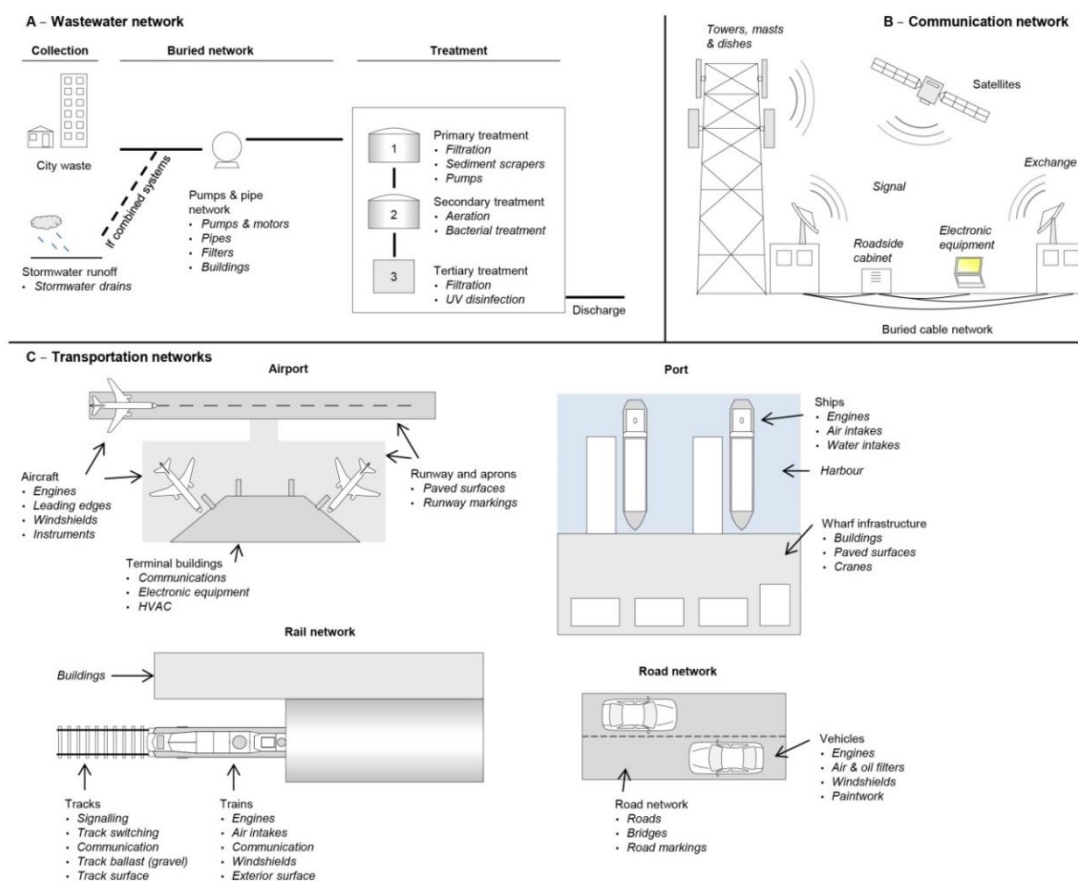 A – Wastewater network
Collection
Buried network
Treatment
City waste
If combined systems
Stormwater runoff
• Stormwater drains
Pumps & pipe
network
• Pumps & motors
• Pipes
• Filters
• Buildings
1
Primary treatment
• Filtration
• Sediment scrapers
• Pumps
2
Secondary treatment
• Aeration
• Bacterial treatment
3
Tertiary treatment
• Filtration
• UV disinfection
Discharge
B – Communication network
Towers, masts
& dishes
Satellites
Signal
Exchange
Roadside
cabinet
Electronic
equipment
Buried cable network
C – Transportation networks
Airport
Aircraft
• Engines
• Leading edges
• Windshields
• Instruments
Runway and aprons
• Paved surfaces
• Runway markings
Terminal buildings
• Communications
• Electronic equipment
• HVAC
Port
Ships
• Engines
• Air intakes
• Water intakes
Harbour
Wharf infrastructure
• Buildings
• Paved surfaces
• Cranes
Rail network
Buildings
Tracks
• Signalling
• Track switching
• Communication
• Track ballast (gravel)
• Track surface
Trains
• Engines
• Air intakes
• Communication
• Windshields
• Exterior surface
Road network
Vehicles
• Engines
• Air & oil filters
• Windshields
• Paintwork
Road network
• Roads
• Bridges
• Road markings